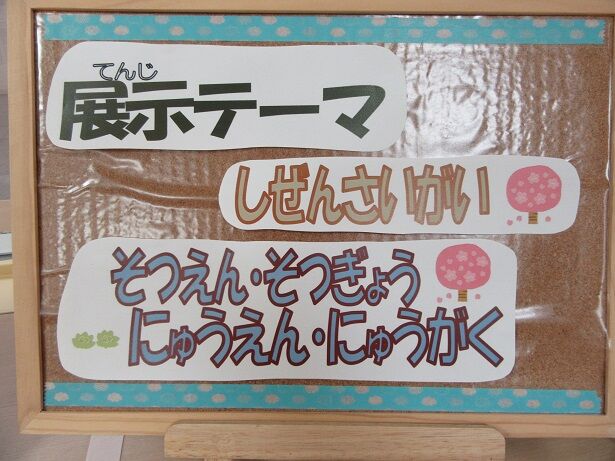 てんじ
展示テーマ
しぜんさいがい
そつえん・そつぎょう
にゅうえん・にゅうがく